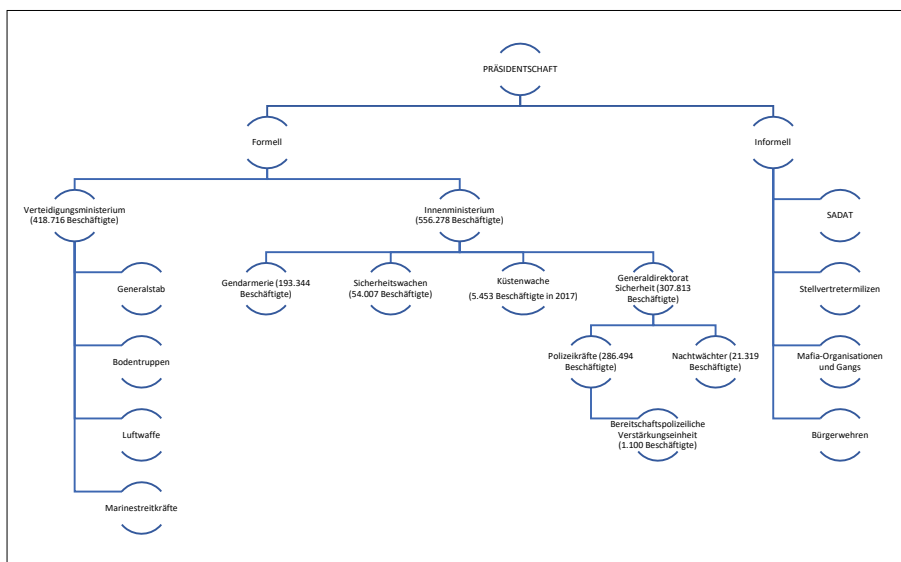 PRÄSIDENTSCHAFT
Formell
Informell
Verteidigungsministerium
(418.716 Beschäftigte)
Innenministerium
(556.278 Beschäftigte)
Generalstab
Bodentruppen
Luftwaffe
Marinestreitkräfte
Gendarmerie (193.344
Beschäftigte)
Sicherheitswachen
(54.007 Beschäftigte)
Küstenwache
(5.453 Beschäftigte in 2017)
Generaldirektorat
Sicherheit (307.813
Beschäftigte)
Polizeikräfte (286.494
Beschäftigte)
Nachtwächter (21.319
Beschäftigte)
Bereitschaftspolizeiliche
Verstärkungseinheit
(1.100 Beschäftigte)
SADAT
Stellvertretermilizen
Mafia-Organisationen
und Gangs
Bürgerwehren